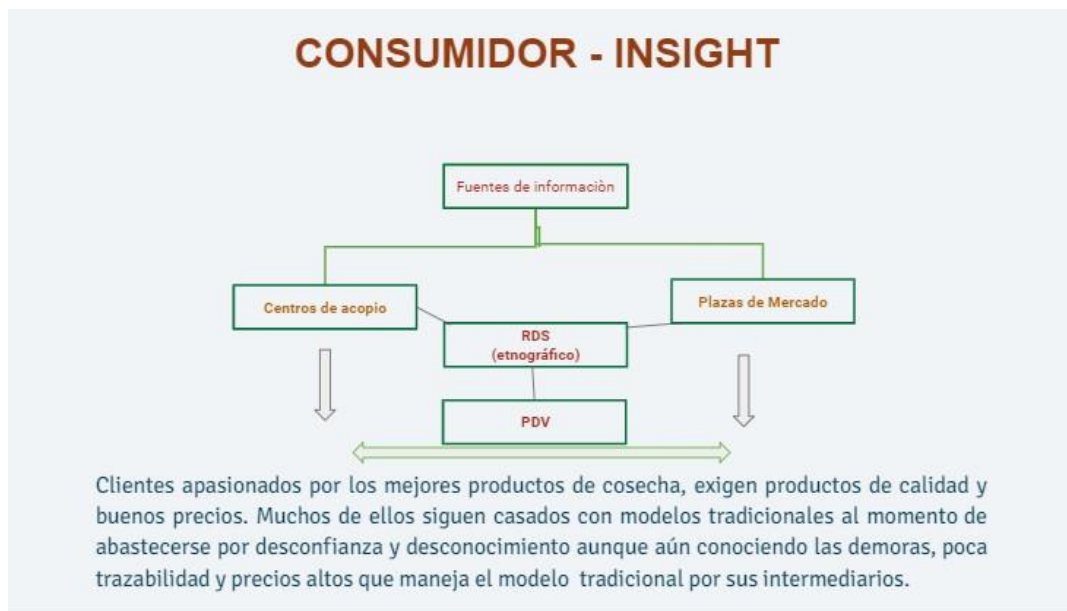 CONSUMIDOR - INSIGHT
Fuentes de informaciòn
Centros de acopio
Plazas de Mercado
RDS
(etnográfico)
PDV
Clientes apasionados por los mejores productos de cosecha, exigen productos de calidad y
buenos precios. Muchos de ellos siguen casados con modelos tradicionales al momento de
abastecerse por desconfianza y desconocimiento aunque aún conociendo las demoras, poca
trazabilidad y precios altos que maneja el modelo tradicional por sus intermediarios.